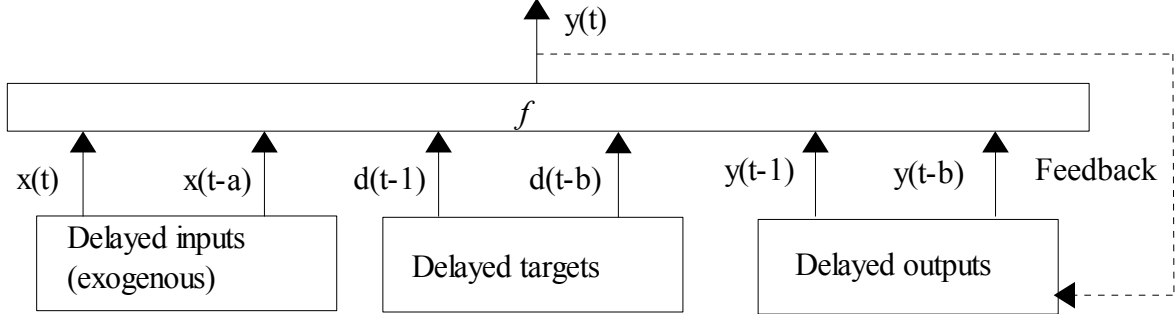 y(t)
f
x(t)
x(t-a)
d(t-1)
d(t-b)
y(t-1)
y(t-b)
Feedback
Delayed inputs
(exogenous)
Delayed targets
Delayed outputs